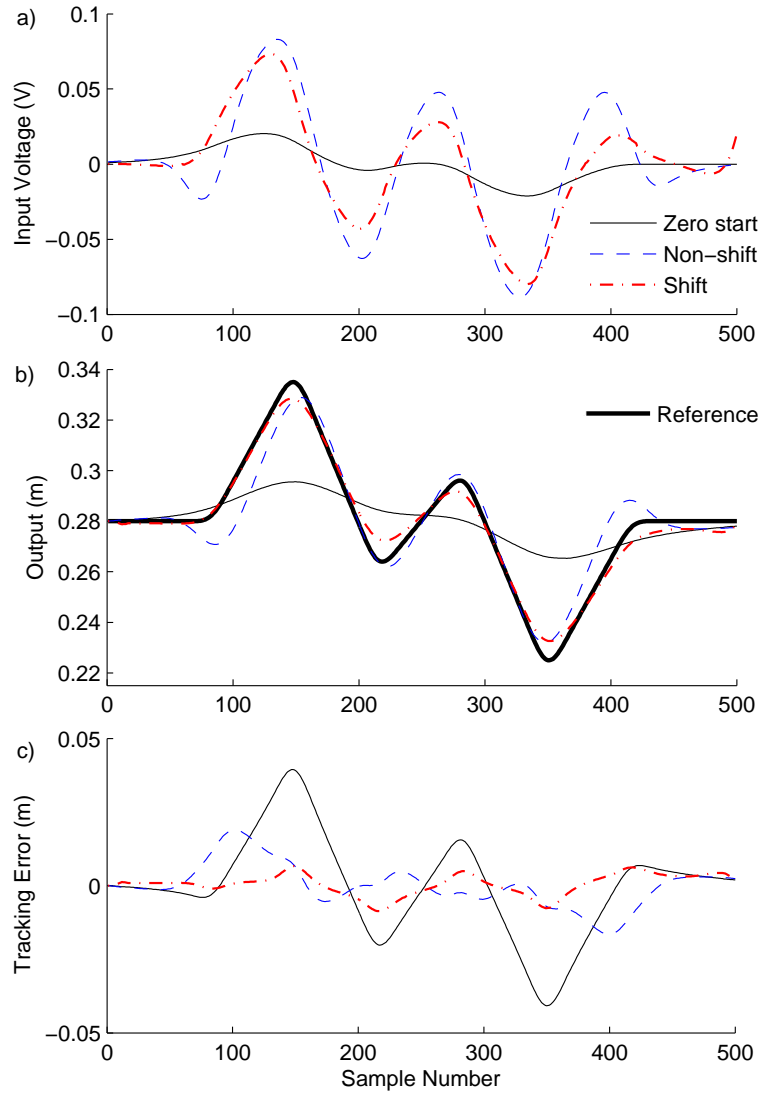 a)
0.1
0.05
0
−0.05
−0.1
Input Voltage (V)
Zero start
Non−shift
Shift
0 100 200 300 400 500
b)
0.34
0.32
0.3
0.28
0.26
0.24
0.22
Output (m)
Reference
0 100 200 300 400 500
c)
0.05
0
−0.05
Tracking Error (m)
0 100 200 300 400 500
Sample Number